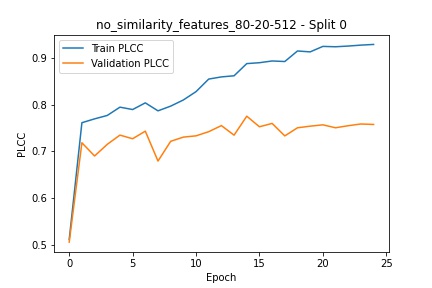 no_similarity_features_80-20-512 - Split 0
Train PLCC
Validation PLCC
0.9
0.8
0.7
0.6
0.5
PLCC
0 5 10 15 20 25
Epoch